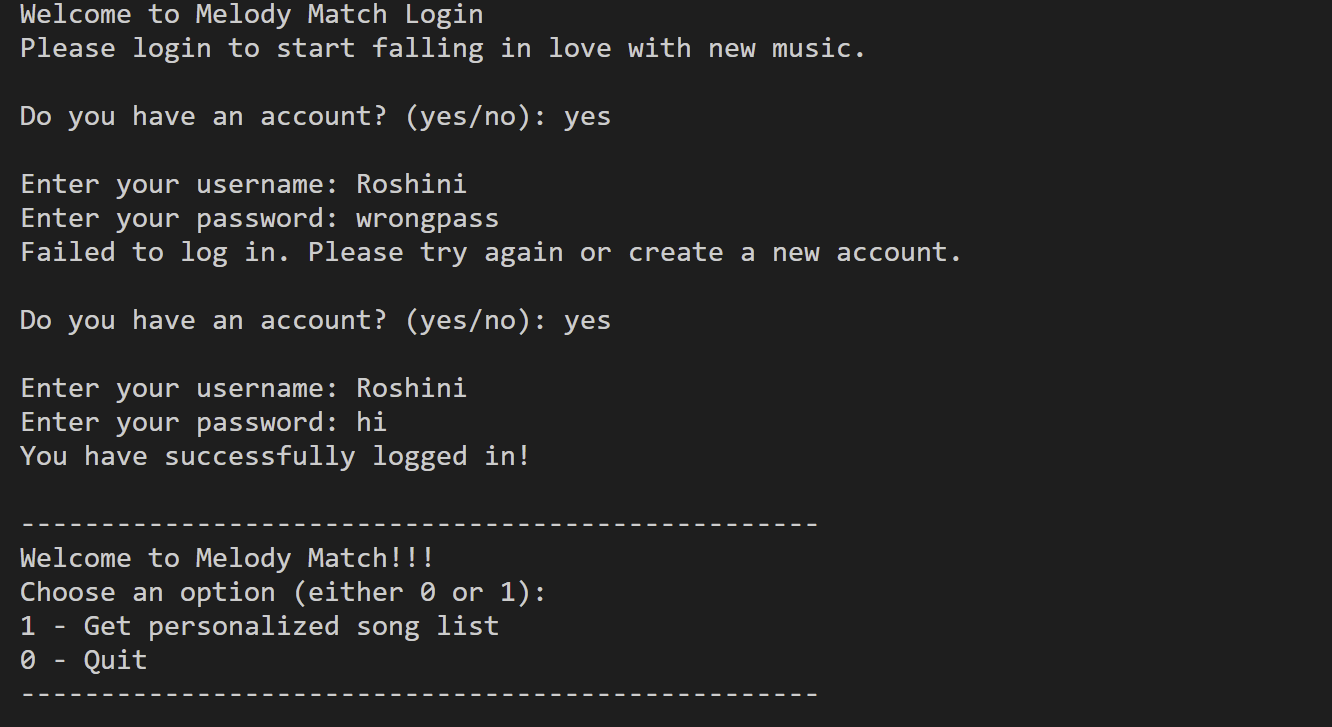 Welcome to Melody Match Login
Please login to start falling in love with new music.
Do you have an account? (yes/no): yes
Enter your username: Roshini
Enter your password: wrongpass
Failed to log in. Please try again or create a new account.
Do you have an account? (yes/no): yes
Enter your username: Roshini
Enter your password: hi
You have successfully logged in!
--------------------------------------------------
Welcome to Melody Match!!!
Choose an option (either 0 or 1):
1 - Get personalized song list
0 - Quit
--------------------------------------------------